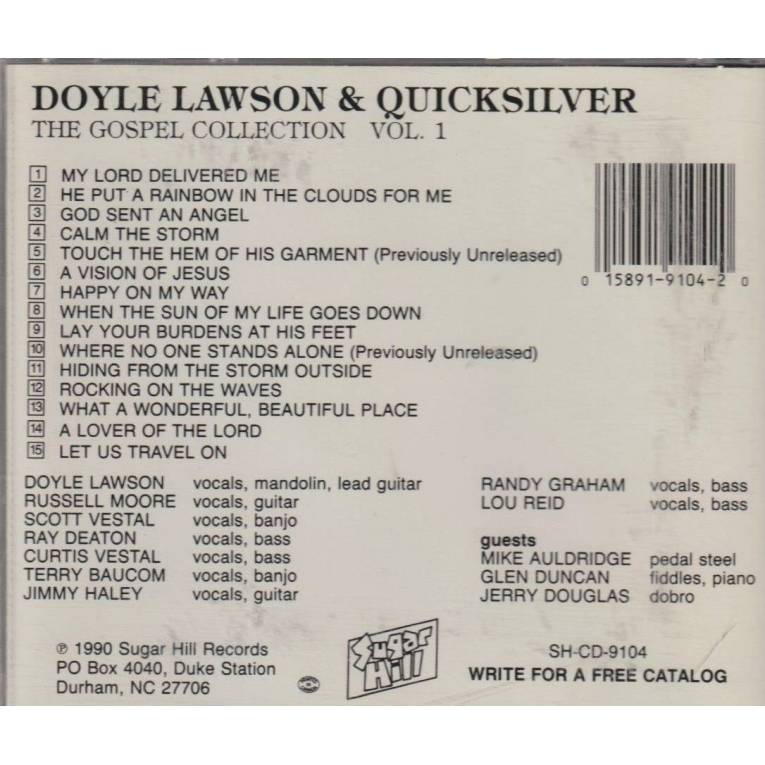 DOYLE LAWSON & QUICKSILVER
THE GOSPEL COLLECTION VOL. 1
1 MY LORD DELIVERED ME
2 HE PUT A RAINBOW IN THE CLOUDS FOR ME
3 GOD SENT AN ANGEL
4 CALM THE STORM
5 TOUCH THE HEM OF HIS GARMENT (Previously Unreleased)
6 A VISION OF JESUS
7 HAPPY ON MY WAY
8 WHEN THE SUN OF MY LIFE GOES DOWN
9 LAY YOUR BURDENS AT HIS FEET
10 WHERE NO ONE STANDS ALONE (Previously Unreleased)
11 HIDING FROM THE STORM OUTSIDE
12 ROCKING ON THE WAVES
13 WHAT A WONDERFUL, BEAUTIFUL PLACE
14 A LOVER OF THE LORD
15 LET US TRAVEL ON
0 15891-9104-2 0
DOYLE LAWSON vocals, mandolin, lead guitar
RUSSELL MOORE vocals, guitar
SCOTT VESTAL vocals, banjo
RAY DEATON vocals, bass
CURTIS VESTAL vocals, bass
TERRY BAUCOM vocals, banjo
JIMMY HALEY vocals, guitar
RANDY GRAHAM vocals, bass
LOU REID vocals, bass
guests
MIKE AULDRIDGE pedal steel
GLEN DUNCAN fiddles, piano
JERRY DOUGLAS dobro
℗ 1990 Sugar Hill Records
PO Box 4040, Duke Station
Durham, NC 27706
Sugar
Hill
SH-CD-9104
WRITE FOR A FREE CATALOG